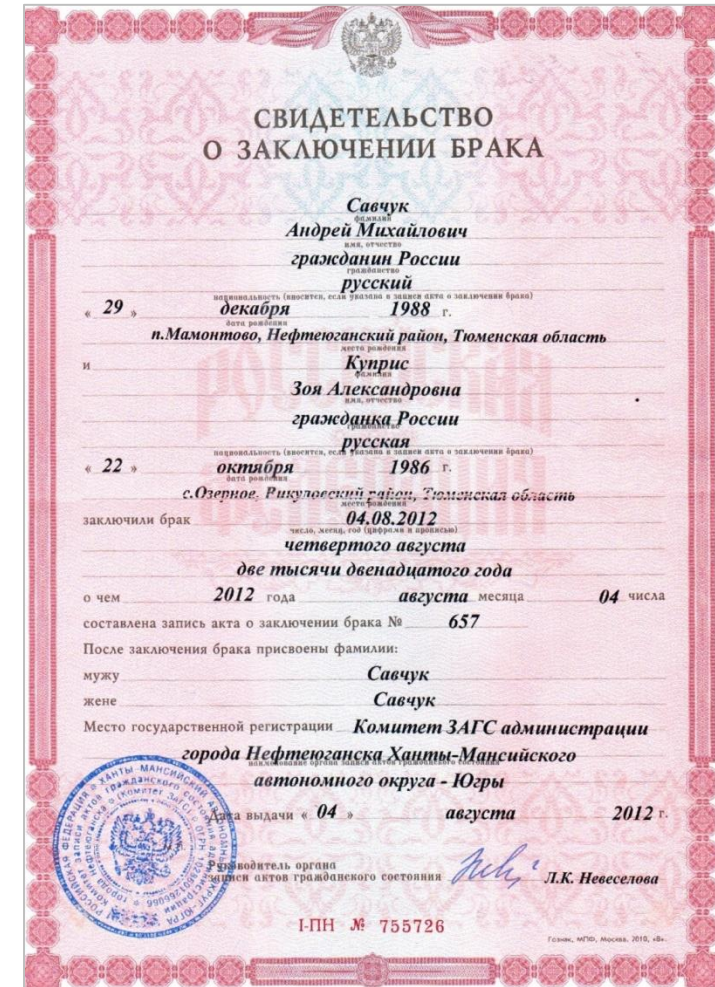 СВИДЕТЕЛЬСТВО
О ЗАКЛЮЧЕНИИ БРАКА
Савчук
фамилия
Андрей Михайлович
имя, отчество
гражданин России
гражданство
русский
национальность (вносится, если указана в записи акта о заключении брака)
« 29 » декабря 1988 г.
дата рождения
п.Мамонтово, Нефтеюганский район, Тюменская область
место рождения
и Куприс
фамилия
Зоя Александровна
имя, отчество
гражданка России
гражданство
русская
национальность (вносится, если указана в записи акта о заключении брака)
« 22 » октября 1986 г.
дата рождения
с.Озерное, Викуловский район, Тюменская область
место рождения
заключили брак 04.08.2012
число, месяц, год (цифрами и прописью)
четвертого августа
две тысячи двенадцатого года
о чем 2012 года августа месяца 04 числа
составлена запись акта о заключении брака № 657
После заключения брака присвоены фамилии:
мужу Савчук
жене Савчук
Место государственной регистрации Комитет ЗАГС администрации
города Нефтеюганска Ханты-Мансийского
наименование органа записи актов гражданского состояния
автономного округа - Югры
Дата выдачи « 04 » августа 2012 г.
Руководитель органа
записи актов гражданского состояния Л.К. Невеселова
I-ПН № 755726
Гознак, МПФ, Москва, 2010, «В».